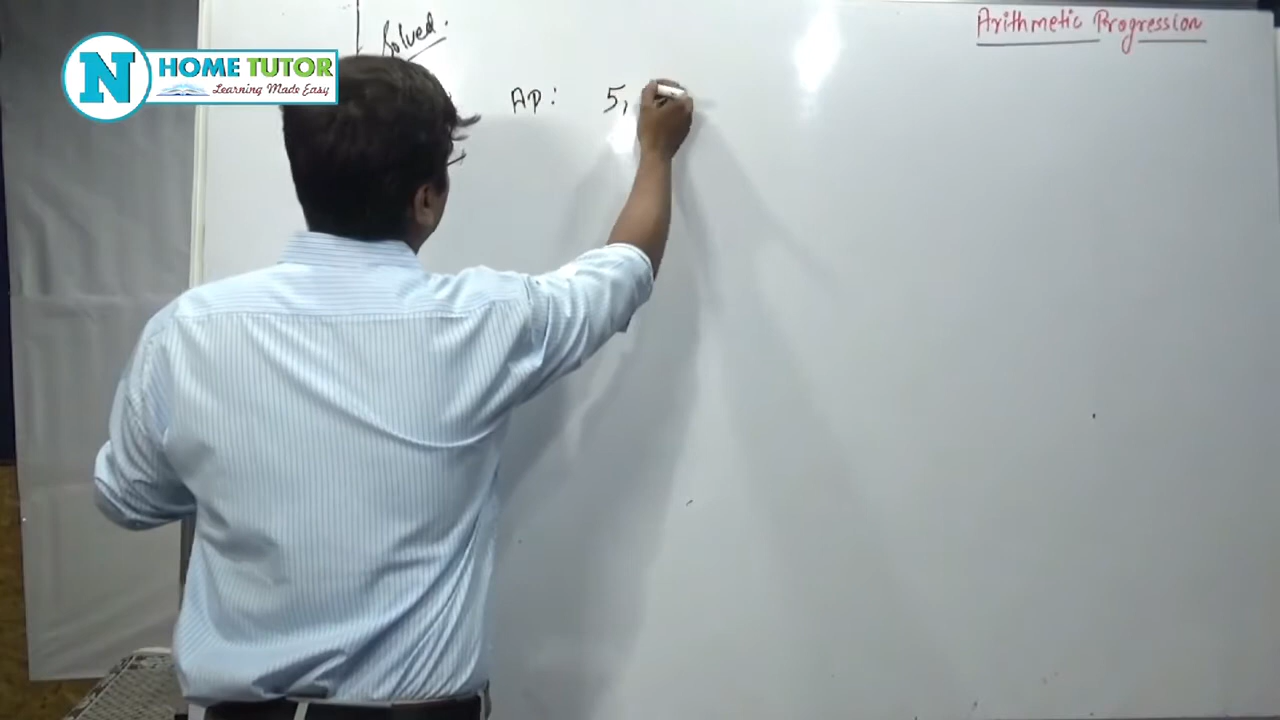 Arithmetic Progression
Solved.
N HOME TUTOR
Learning Made Easy
AP: 5,